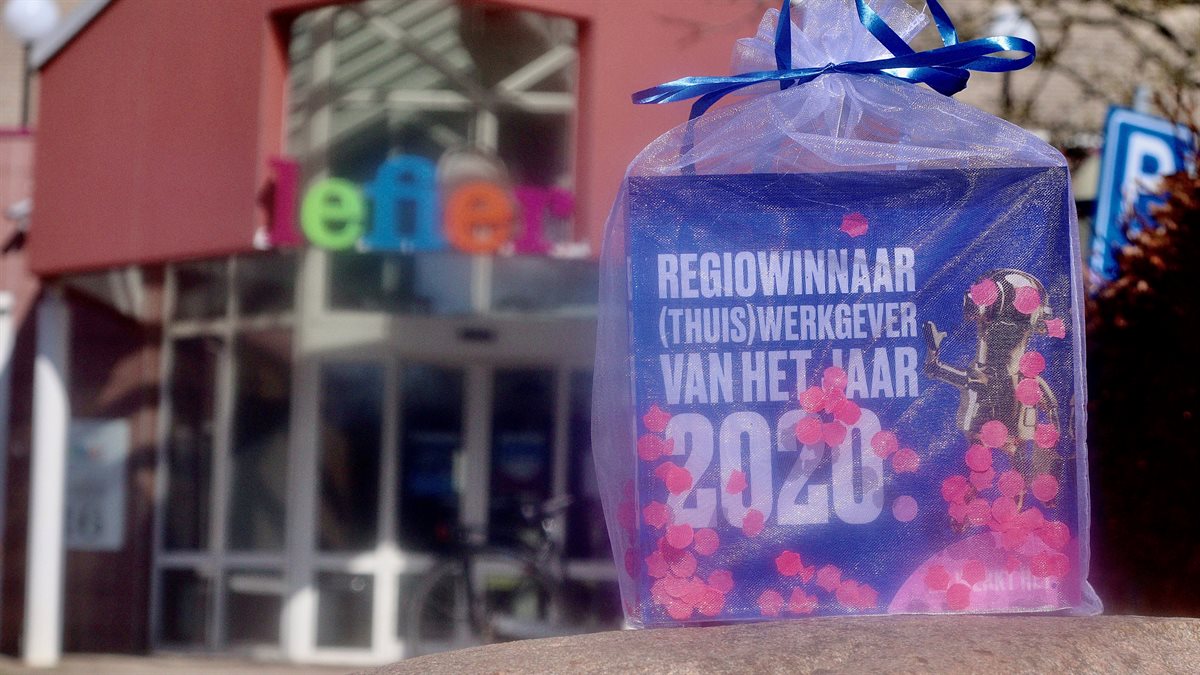 lefier
REGIOWINNAAR
(THUIS)WERKGEVER
VAN HET JAAR
2020
P